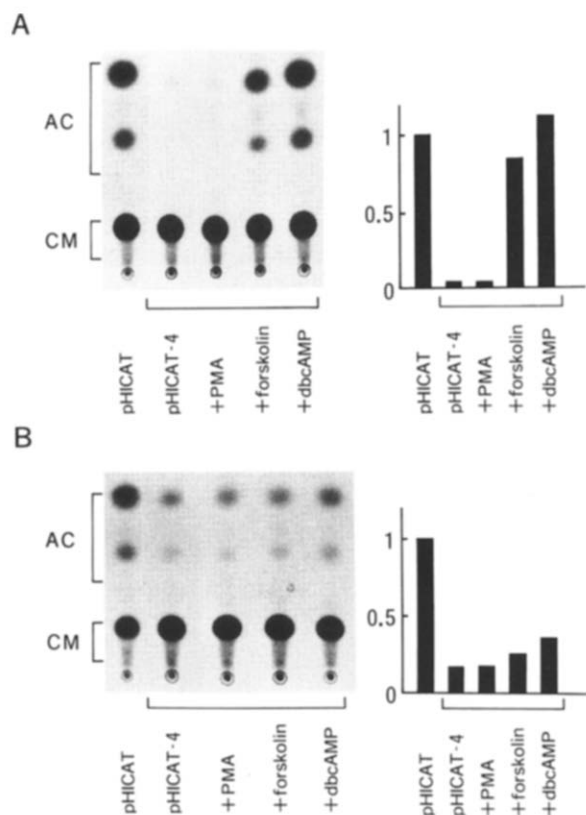 A
AC
CM
pHICAT
pHICAT-4
+PMA
+forskolin
+dbcAMP
1
0.5
0
pHICAT
pHICAT-4
+PMA
+forskolin
+dbcAMP
B
AC
CM
pHICAT
pHICAT-4
+PMA
+forskolin
+dbcAMP
1
0.5
0
pHICAT
pHICAT-4
+PMA
+forskolin
+dbcAMP